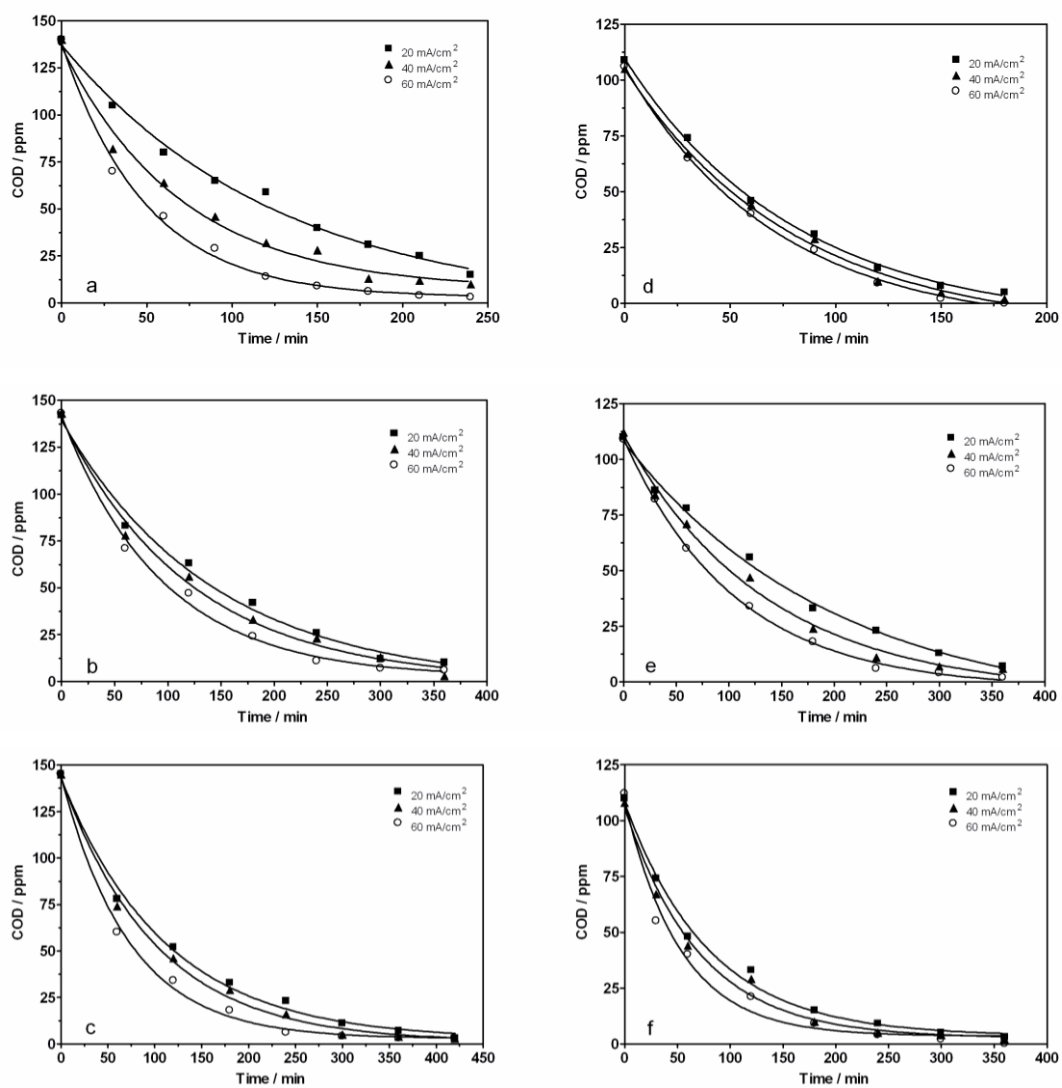 150
125
100
75
50
25
0
COD / ppm
20 mA/cm²
40 mA/cm²
60 mA/cm²
a
0 50 100 150 200 250
Time / min
125
100
75
50
25
0
COD / ppm
20 mA/cm²
40 mA/cm²
60 mA/cm²
d
0 50 100 150 200
Time / min
150
125
100
75
50
25
0
COD / ppm
20 mA/cm²
40 mA/cm²
60 mA/cm²
b
0 50 100 150 200 250 300 350 400
Time / min
125
100
75
50
25
0
COD / ppm
20 mA/cm²
40 mA/cm²
60 mA/cm²
e
0 50 100 150 200 250 300 350 400
Time / min
150
125
100
75
50
25
0
COD / ppm
20 mA/cm²
40 mA/cm²
60 mA/cm²
c
0 50 100 150 200 250 300 350 400 450
Time / min
125
100
75
50
25
0
COD / ppm
20 mA/cm²
40 mA/cm²
60 mA/cm²
f
0 50 100 150 200 250 300 350 400
Time / min